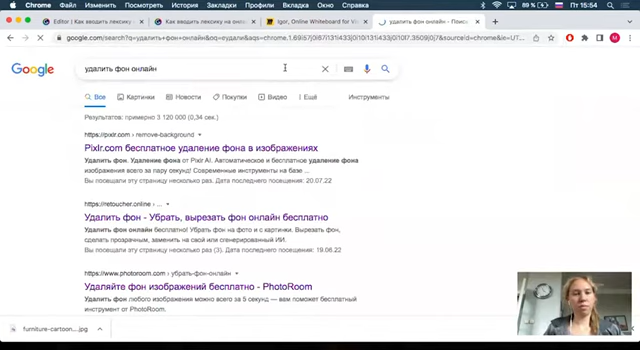 Chrome Файл Изменить Посмотреть История Закладки Профили Вкладка Окно Справка 89 % Пт 15:54
Editor | Как вводить лексику
Как вводить лексику на онла
Igor, Online Whiteboard for Vis
удалить фон онлайн - Поиск
google.com/search?q=удалить+фон+онлайн
Google
удалить фон онлайн
Все Картинки Новости Покупки Видео Ещё Инструменты
Результатов: примерно 3 120 000 (0,34 сек.)
https://pixlr.com › remove-background
Pixlr.com бесплатное удаление фона в изображениях
Удалить фон. Удаление фона от Pixlr AI. Автоматическое и бесплатное удаление фона
изображения всего за пару секунд! Современные инструменты на базе ...
Вы посещали эту страницу несколько раз. Дата последнего посещения: 20.07.22
https://retoucher.online › ...
Удалить фон - Убрать, вырезать фон онлайн бесплатно
Удалить фон онлайн бесплатно! Убрать фон на фото и с картинки. Вырезать фон,
сделать прозрачным, заменить на свой или сгенерированный ИИ.
Вы посещали эту страницу несколько раз (3). Дата последнего посещения: 19.06.22
https://www.photoroom.com › убрать-фон-онлайн
Удаляйте фон изображений бесплатно - PhotoRoom
Удалить фон любого изображения можно всего за 5 секунд — вам поможет бесплатный
инструмент от PhotoRoom.
furniture-cartoon....jpg